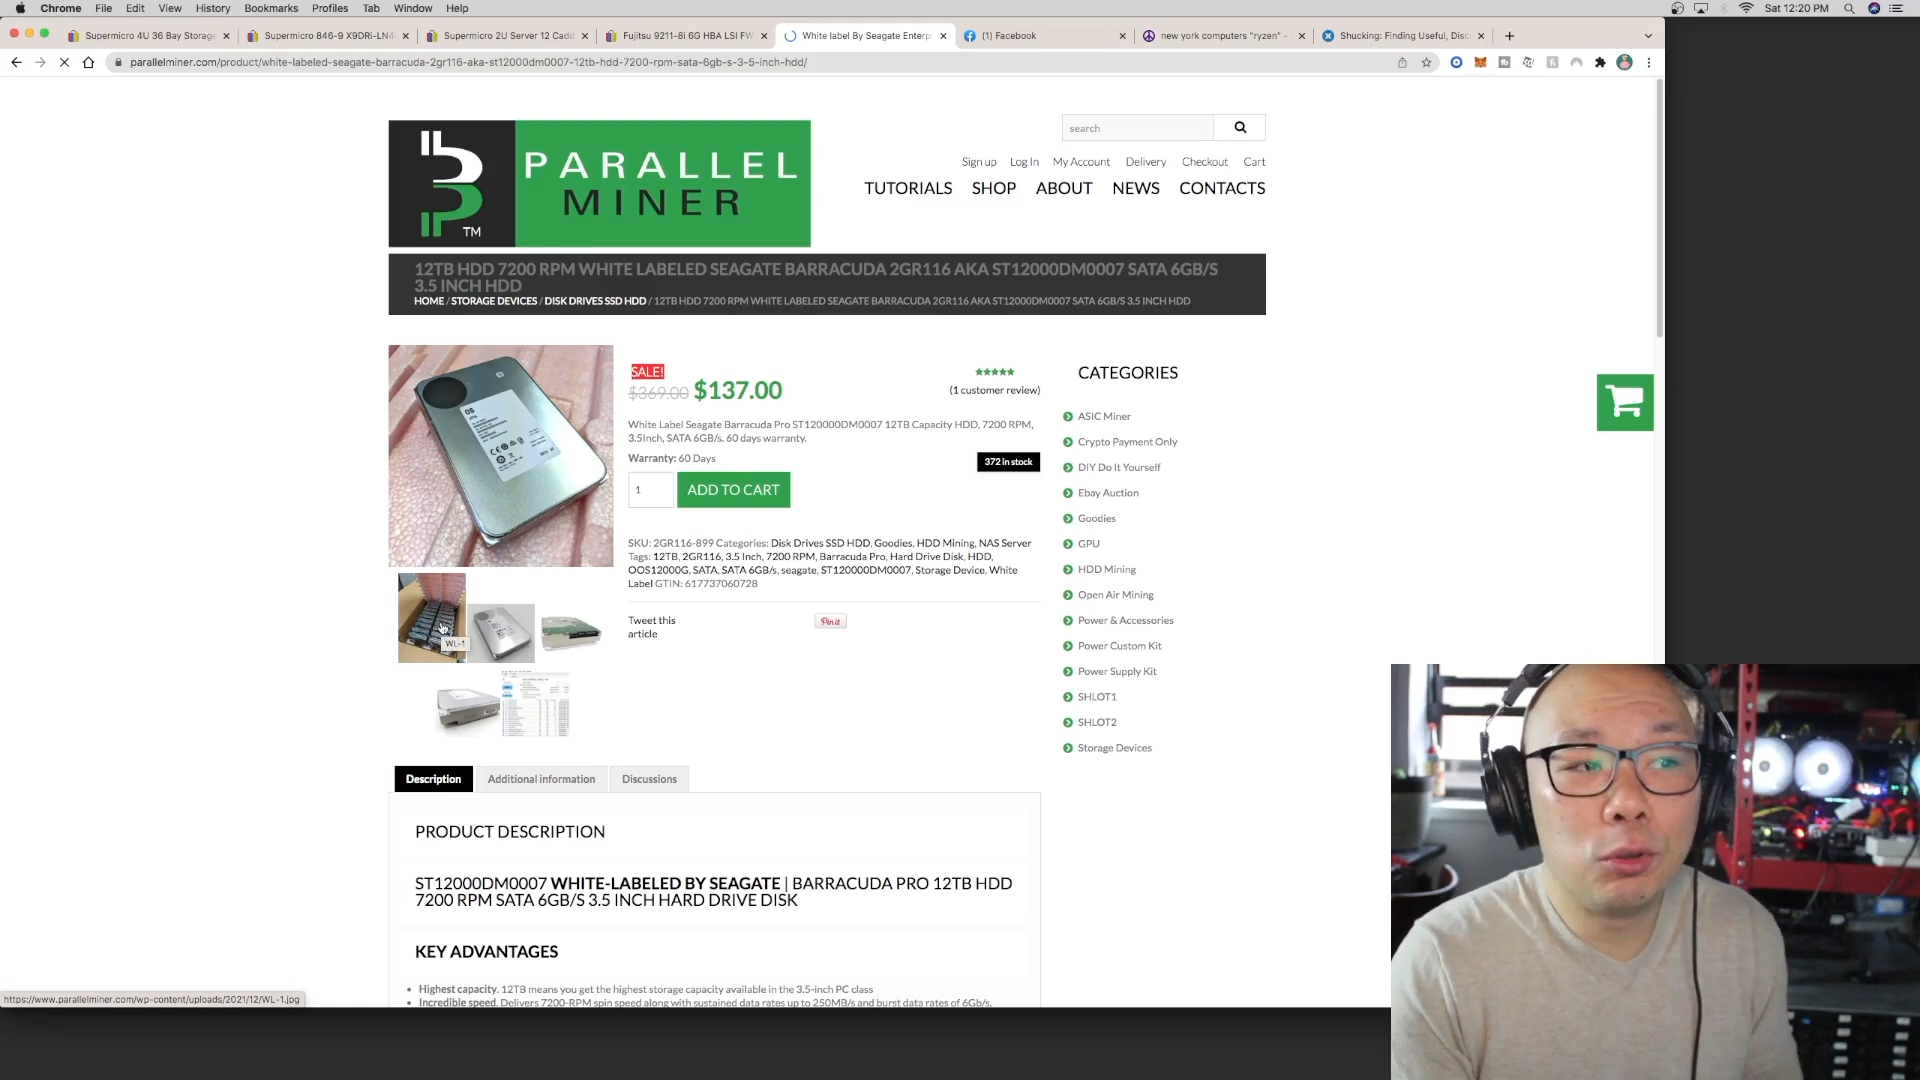 Chrome File Edit View History Bookmarks Profiles Tab Window Help Sat 12:20 PM
Supermicro 4U 36 Bay Storage Supermicro 846-9 X9DRi-LN4 Supermicro 2U Server 12 Cadd Fujitsu 9211-8i 6G HBA LSI FW White label By Seagate Enterp (1) Facebook new york computers "ryzen" - Shucking: Finding Useful, Disc
parallelminer.com/product/white-labeled-seagate-barracuda-2gr116-aka-st12000dm0007-12tb-hdd-7200-rpm-sata-6gb-s-3-5-inch-hdd/
PARALLEL
MINER
TM
search
Sign up Log In My Account Delivery Checkout Cart
TUTORIALS SHOP ABOUT NEWS CONTACTS
12TB HDD 7200 RPM WHITE LABELED SEAGATE BARRACUDA 2GR116 AKA ST12000DM0007 SATA 6GB/S
3.5 INCH HDD
HOME / STORAGE DEVICES / DISK DRIVES SSD HDD / 12TB HDD 7200 RPM WHITE LABELED SEAGATE BARRACUDA 2GR116 AKA ST12000DM0007 SATA 6GB/S 3.5 INCH HDD
SALE!
$369.00 $137.00
(1 customer review)
White Label Seagate Barracuda Pro ST120000DM0007 12TB Capacity HDD, 7200 RPM,
3.5Inch, SATA 6GB/s. 60 days warranty.
Warranty: 60 Days
372 in stock
1 ADD TO CART
SKU: 2GR116-899 Categories: Disk Drives SSD HDD, Goodies, HDD Mining, NAS Server
Tags: 12TB, 2GR116, 3.5 Inch, 7200 RPM, Barracuda Pro, Hard Drive Disk, HDD,
OOS12000G, SATA, SATA 6GB/s, seagate, ST120000DM0007, Storage Device, White
Label GTIN: 617737060728
Tweet this
article
Pin it
WL-1
CATEGORIES
ASIC Miner
Crypto Payment Only
DIY Do It Yourself
Ebay Auction
Goodies
GPU
HDD Mining
Open Air Mining
Power & Accessories
Power Custom Kit
Power Supply Kit
SHLOT1
SHLOT2
Storage Devices
Description Additional information Discussions
PRODUCT DESCRIPTION
ST12000DM0007 WHITE-LABELED BY SEAGATE | BARRACUDA PRO 12TB HDD
7200 RPM SATA 6GB/S 3.5 INCH HARD DRIVE DISK
KEY ADVANTAGES
Highest capacity. 12TB means you get the highest storage capacity available in the 3.5-inch PC class
Incredible speed. Delivers 7200-RPM spin speed along with sustained data rates up to 250MB/s and burst data rates of 6Gb/s.
https://www.parallelminer.com/wp-content/uploads/2021/12/WL-1.jpg